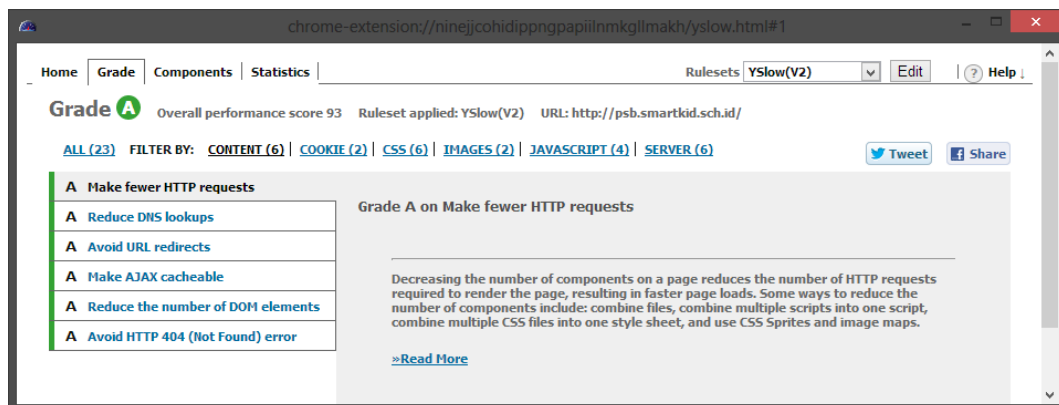 chrome-extension://ninejjcohidippngpapiilnmkgllmakh/yslow.html#1
Home Grade Components Statistics Rulesets YSlow(V2) Edit ? Help ↓
Grade A Overall performance score 93 Ruleset applied: YSlow(V2) URL: http://psb.smartkid.sch.id/
ALL (23) FILTER BY: CONTENT (6) | COOKIE (2) | CSS (6) | IMAGES (2) | JAVASCRIPT (4) | SERVER (6) Tweet Share
A Make fewer HTTP requests
A Reduce DNS lookups
A Avoid URL redirects
A Make AJAX cacheable
A Reduce the number of DOM elements
A Avoid HTTP 404 (Not Found) error
Grade A on Make fewer HTTP requests
Decreasing the number of components on a page reduces the number of HTTP requests
required to render the page, resulting in faster page loads. Some ways to reduce the
number of components include: combine files, combine multiple scripts into one script,
combine multiple CSS files into one style sheet, and use CSS Sprites and image maps.
»Read More